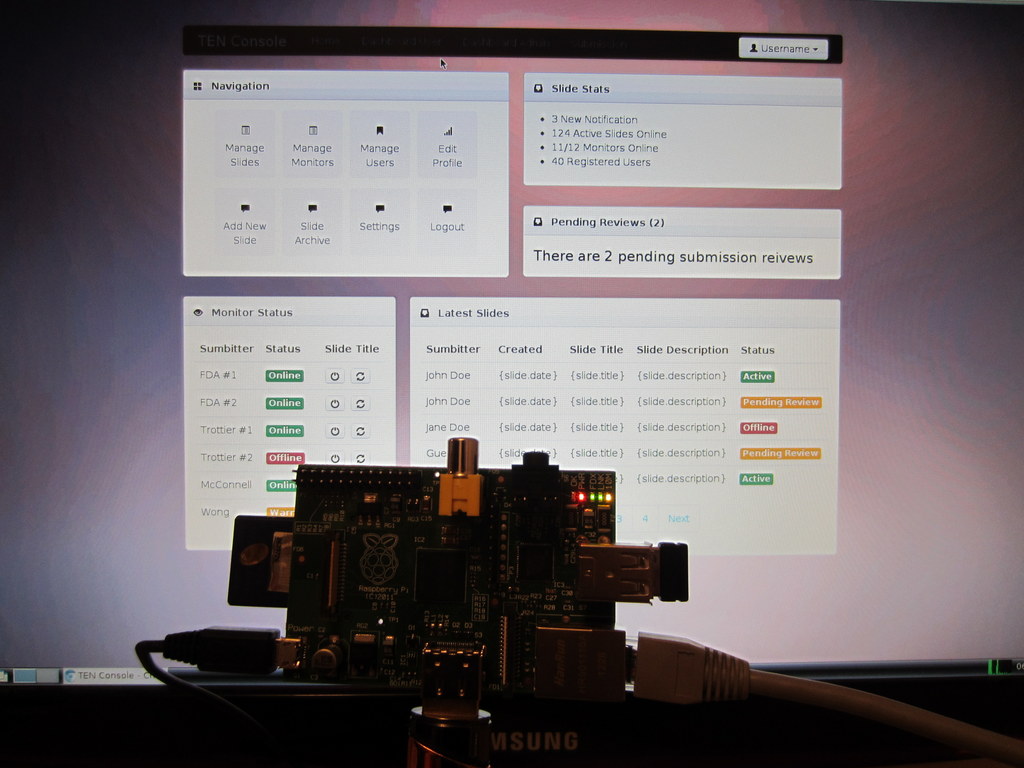 TEN Console
Username
Navigation
Manage Slides
Manage Monitors
Manage Users
Edit Profile
Add New Slide
Slide Archive
Settings
Logout
Slide Stats
3 New Notification
124 Active Slides Online
11/12 Monitors Online
40 Registered Users
Pending Reviews (2)
There are 2 pending submission reivews
Monitor Status
Sumbitter Status Slide Title
FDA #1 Online
FDA #2 Online
Trottier #1 Online
Trottier #2 Offline
McConnell Online
Wong
Latest Slides
Sumbitter Created Slide Title Slide Description Status
John Doe {slide.date} {slide.title} {slide.description} Active
John Doe {slide.date} {slide.title} {slide.description} Pending Review
Jane Doe {slide.date} {slide.title} {slide.description} Offline
{slide.title} {slide.description} Pending Review
{slide.description} Active
3 4 Next
Raspberry Pi
(C)2011
Power
TEN Console
MSUNG